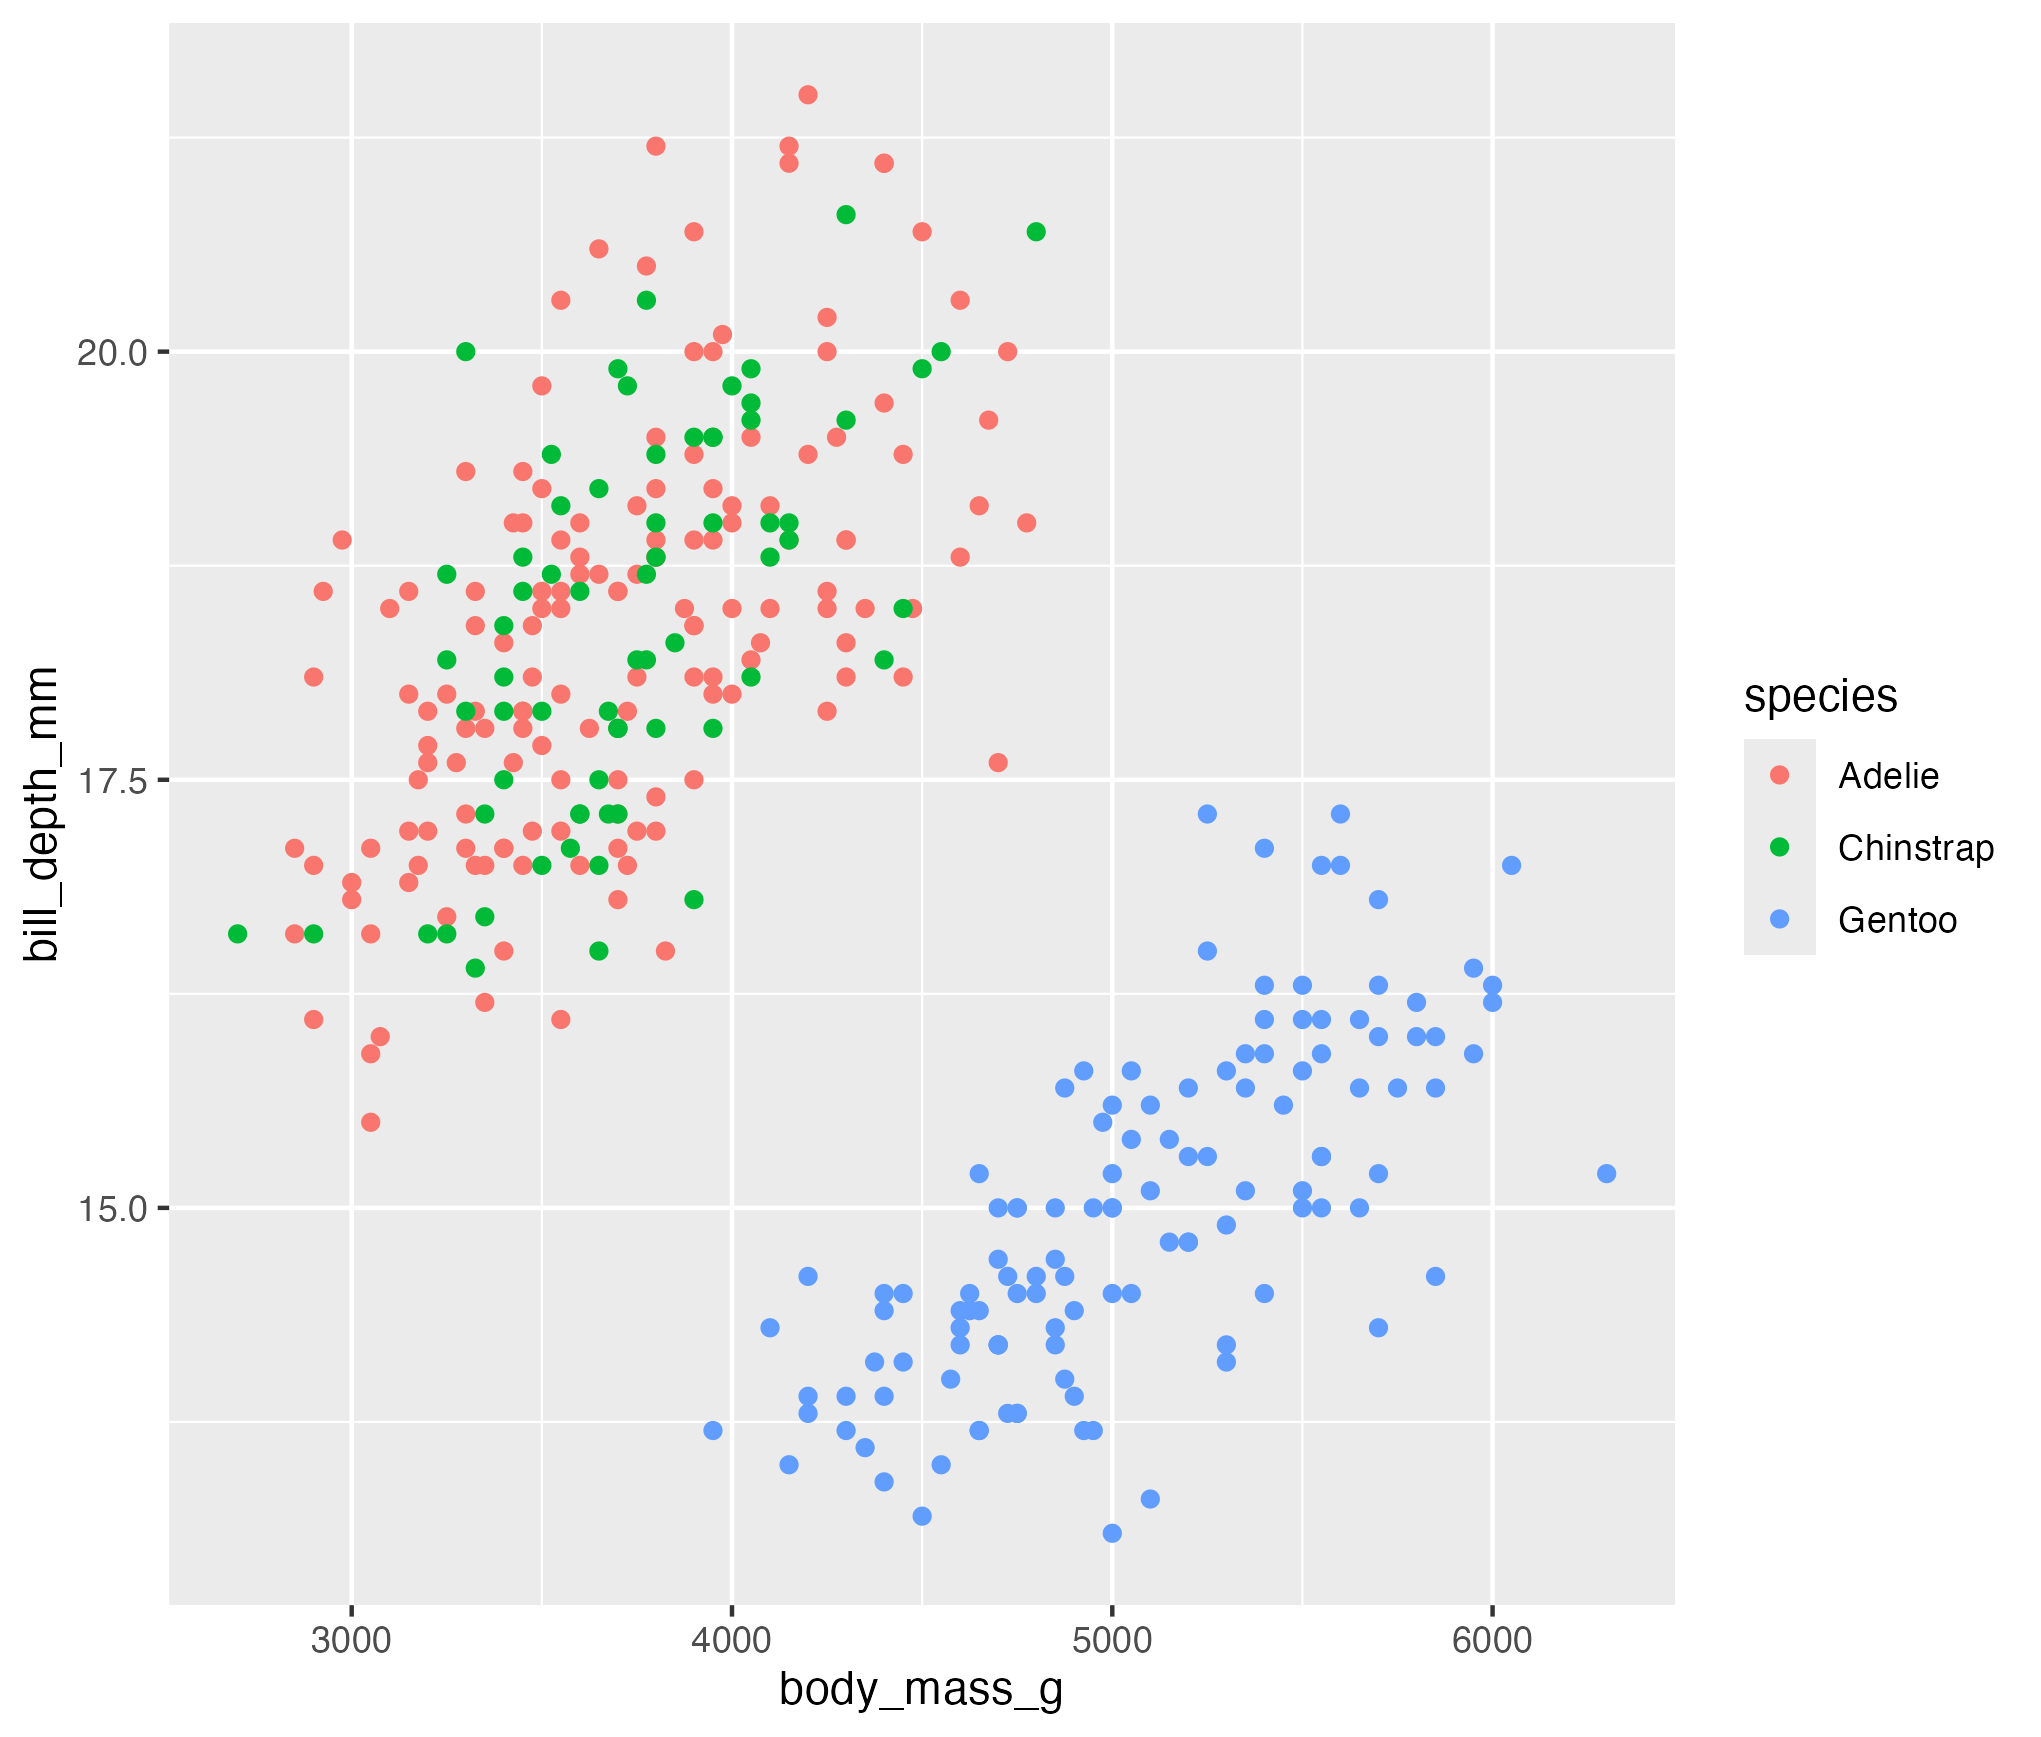 20.0
17.5
15.0
bill_depth_mm
3000 4000 5000 6000
body_mass_g
species
Adelie
Chinstrap
Gentoo